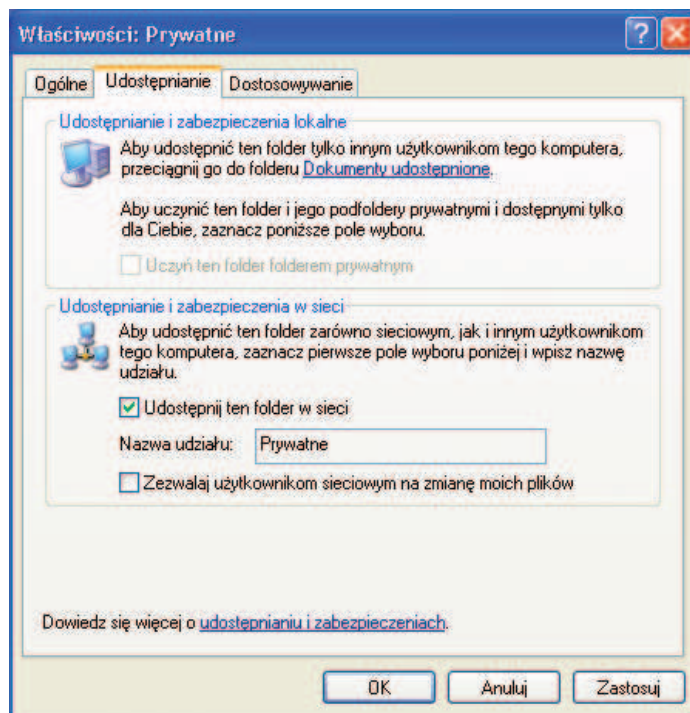 Właściwości: Prywatne
Ogólne Udostępnianie Dostosowywanie
Udostępnianie i zabezpieczenia lokalne
Aby udostępnić ten folder tylko innym użytkownikom tego komputera,
przeciągnij go do folderu Dokumenty udostępnione.
Aby uczynić ten folder i jego podfoldery prywatnymi i dostępnymi tylko
dla Ciebie, zaznacz poniższe pole wyboru.
Uczyń ten folder folderem prywatnym
Udostępnianie i zabezpieczenia w sieci
Aby udostępnić ten folder zarówno sieciowym, jak i innym użytkownikom
tego komputera, zaznacz pierwsze pole wyboru poniżej i wpisz nazwę
udziału.
Udostępnij ten folder w sieci
Nazwa udziału: Prywatne
Zezwalaj użytkownikom sieciowym na zmianę moich plików
Dowiedz się więcej o udostępnianiu i zabezpieczeniach.
OK Anuluj Zastosuj